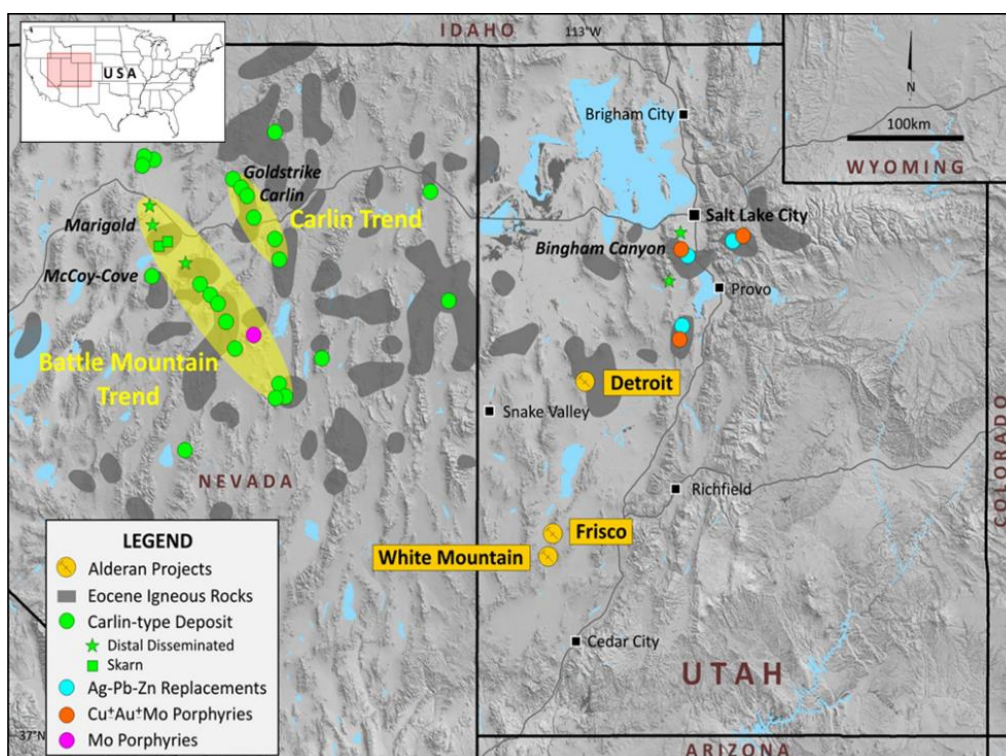 IDAHO
113°W
USA
N
100km
WYOMING
Brigham City
Goldstrike
Carlin
Carlin Trend
Marigold
Salt Lake City
Bingham Canyon
McCoy-Cove
Provo
Battle Mountain
Trend
Detroit
Snake Valley
COLORADO
NEVADA
Richfield
Frisco
White Mountain
LEGEND
Alderan Projects
Eocene Igneous Rocks
Carlin-type Deposit
Distal Disseminated
Skarn
Ag-Pb-Zn Replacements
Cu±Au±Mo Porphyries
Mo Porphyries
Cedar City
UTAH
37°N
ARIZONA